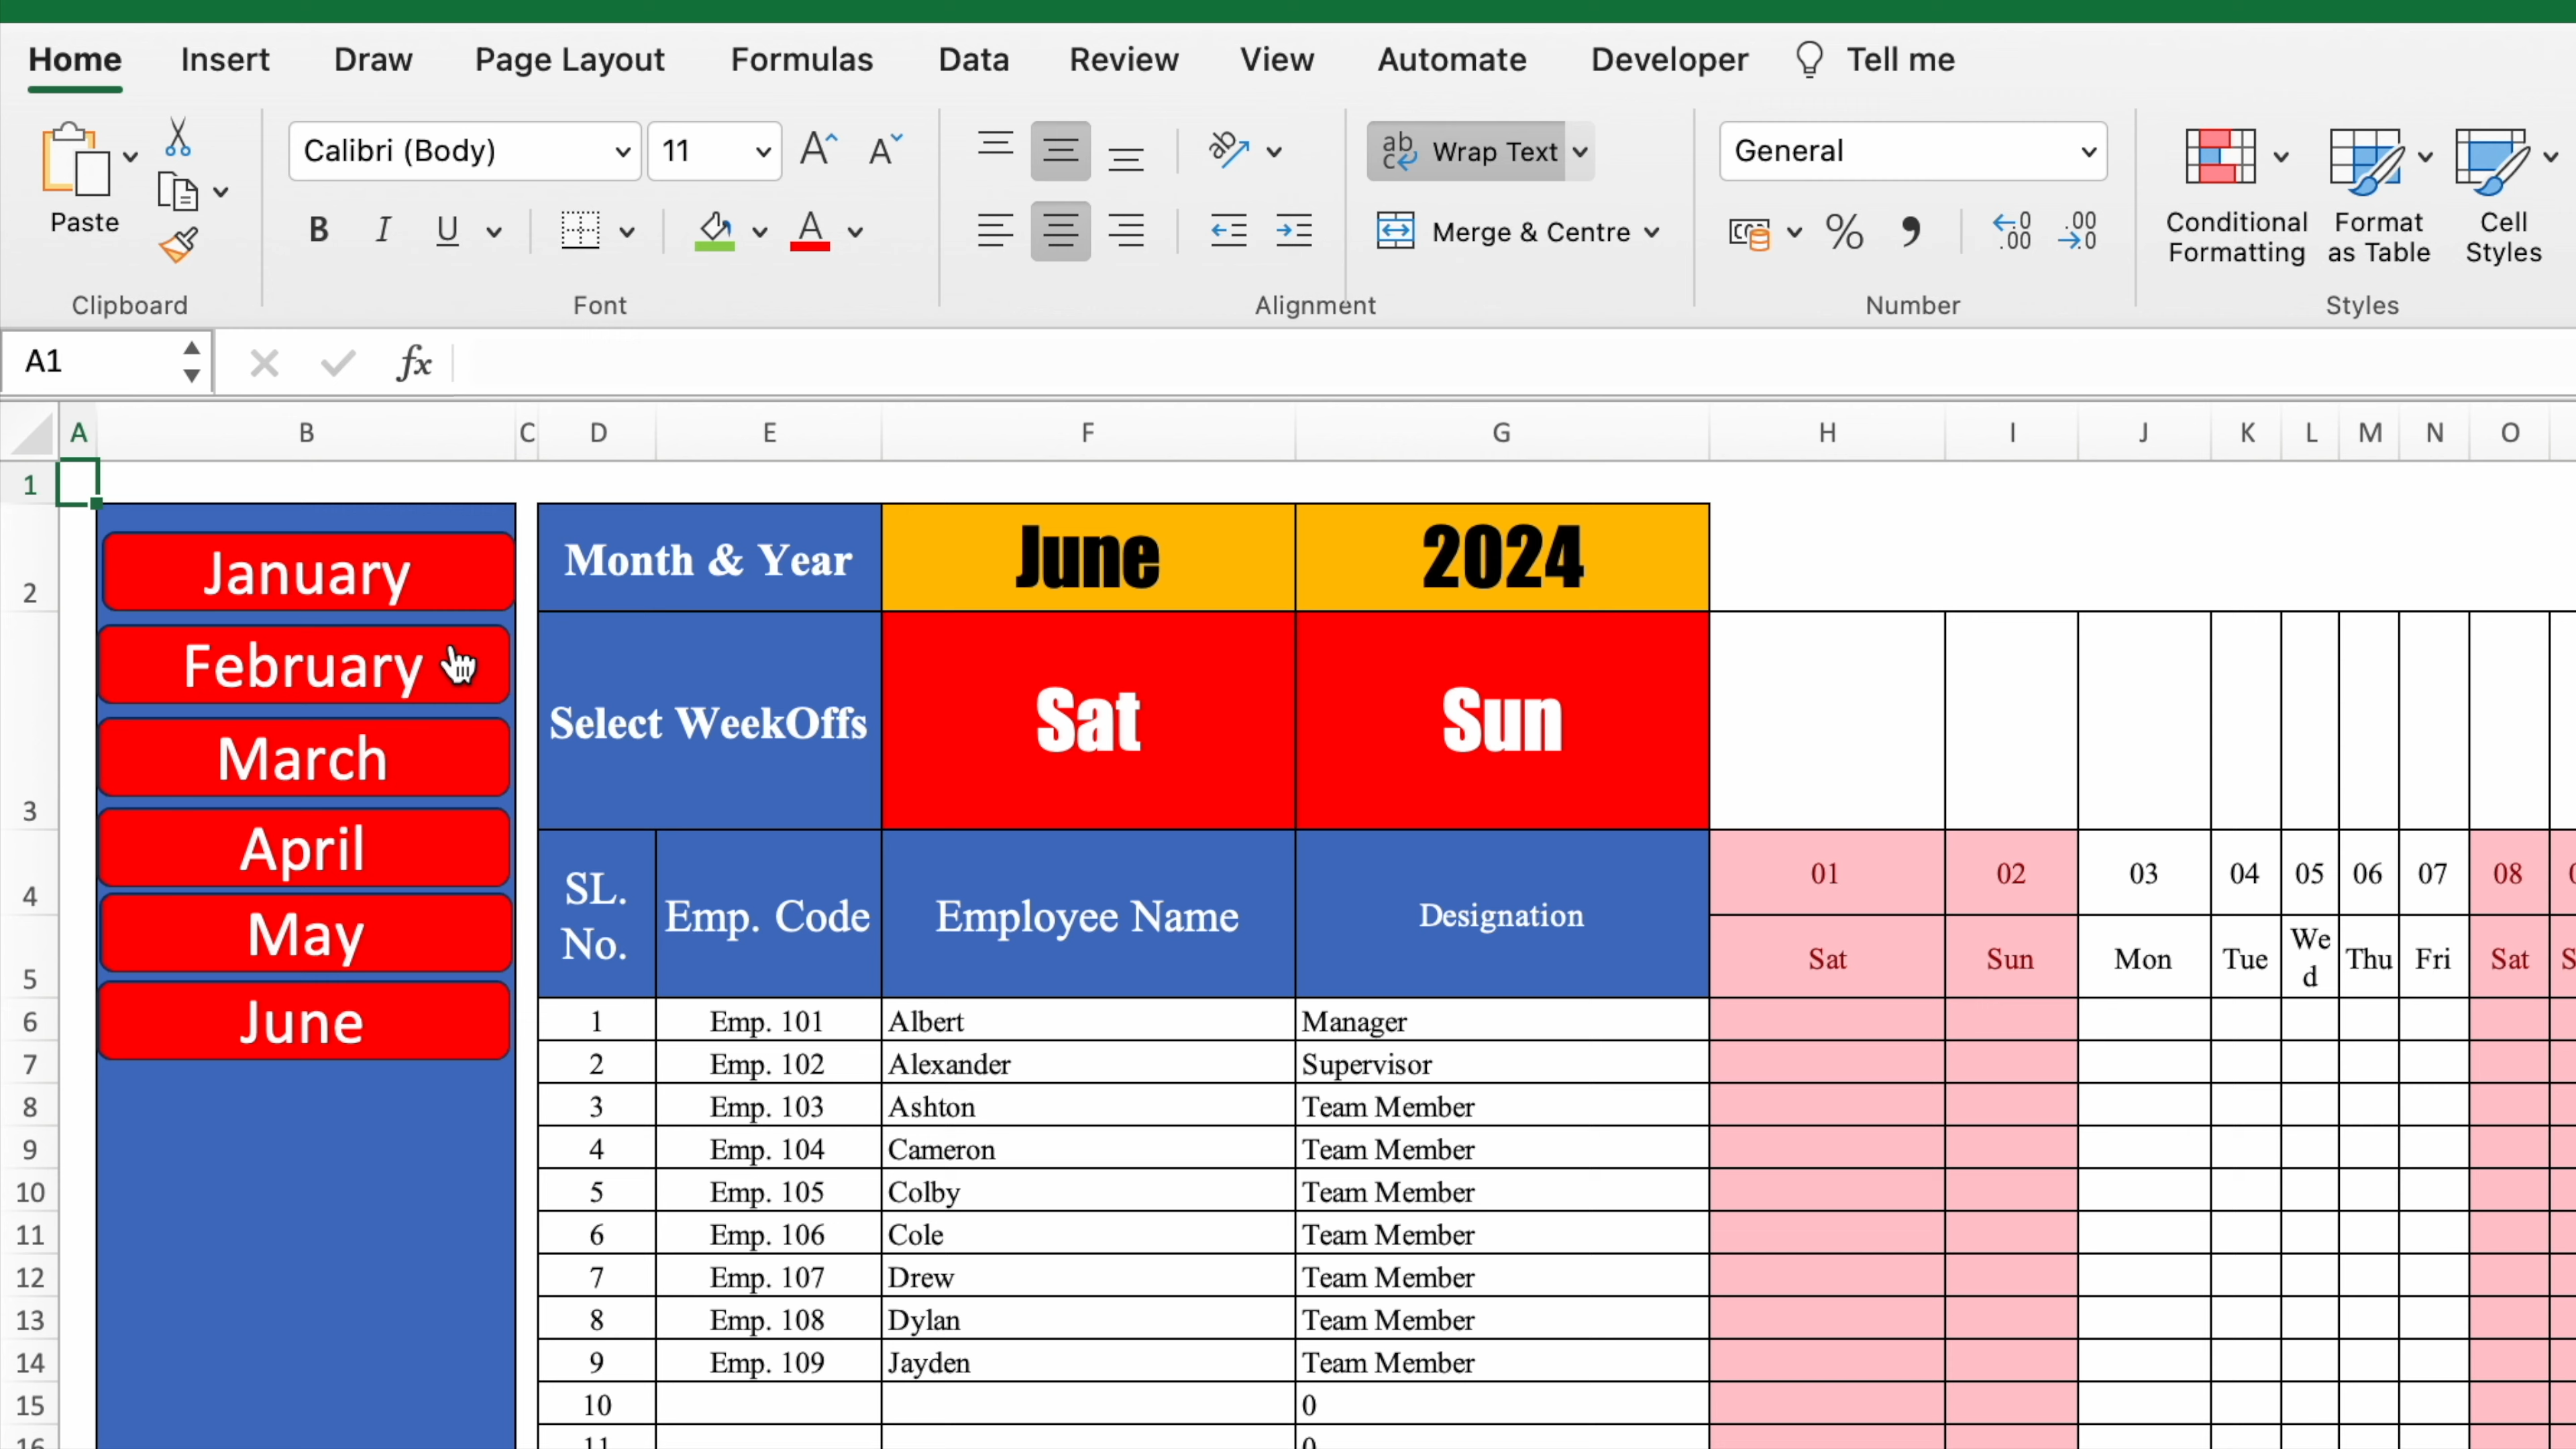 Home Insert Draw Page Layout Formulas Data Review View Automate Developer Tell me
Paste
Calibri (Body) 11
Wrap Text
General
B I U A
Merge & Centre
% 
Conditional Formatting
Format as Table
Cell Styles
Clipboard Font Alignment Number Styles
A1 fx
A B C D E F G H I J K L M N O
1
2
3
4
5
6
7
8
9
10
11
12
13
14
15
January
February
March
April
May
June
Month & Year June 2024
Select WeekOffs Sat Sun
SL. No. Emp. Code Employee Name Designation
01 02 03 04 05 06 07 08
Sat Sun Mon Tue Wed Thu Fri Sat
1 Emp. 101 Albert Manager
2 Emp. 102 Alexander Supervisor
3 Emp. 103 Ashton Team Member
4 Emp. 104 Cameron Team Member
5 Emp. 105 Colby Team Member
6 Emp. 106 Cole Team Member
7 Emp. 107 Drew Team Member
8 Emp. 108 Dylan Team Member
9 Emp. 109 Jayden Team Member
10 0